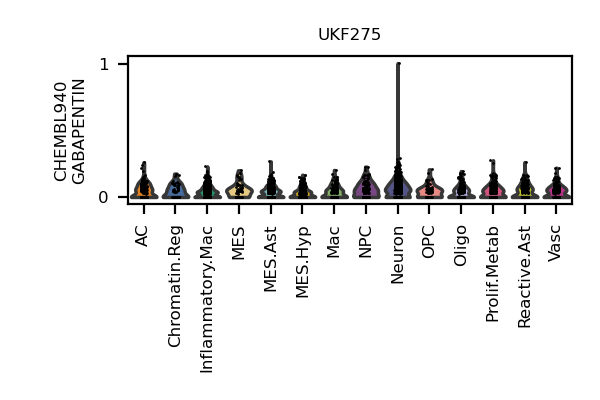 UKF275
CHEMBL940
GABAPENTIN
1
0
AC
Chromatin.Reg
Inflammatory.Mac
MES
MES.Ast
MES.Hyp
Mac
NPC
Neuron
OPC
Oligo
Prolif.Metab
Reactive.Ast
Vasc